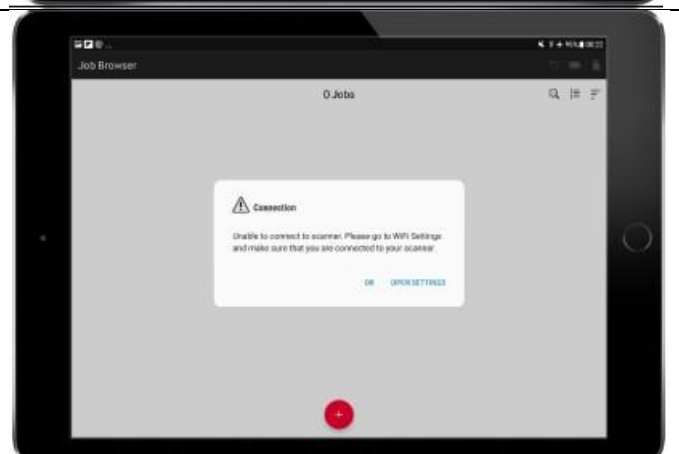 Job Browser
0 Jobs
Connection
Unable to connect to scanner. Please go to WiFi Settings
and make sure that you are connected to your scanner.
OK OPEN SETTINGS